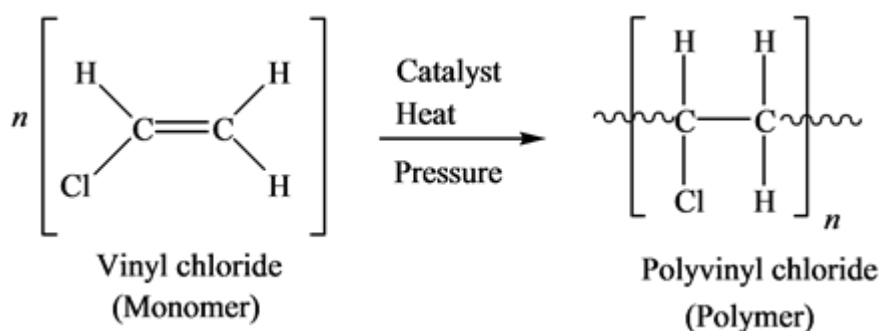 H H
n C=C
Cl H
Vinyl chloride
(Monomer)
Catalyst
Heat
Pressure
H H
C C
Cl H
n
Polyvinyl chloride
(Polymer)